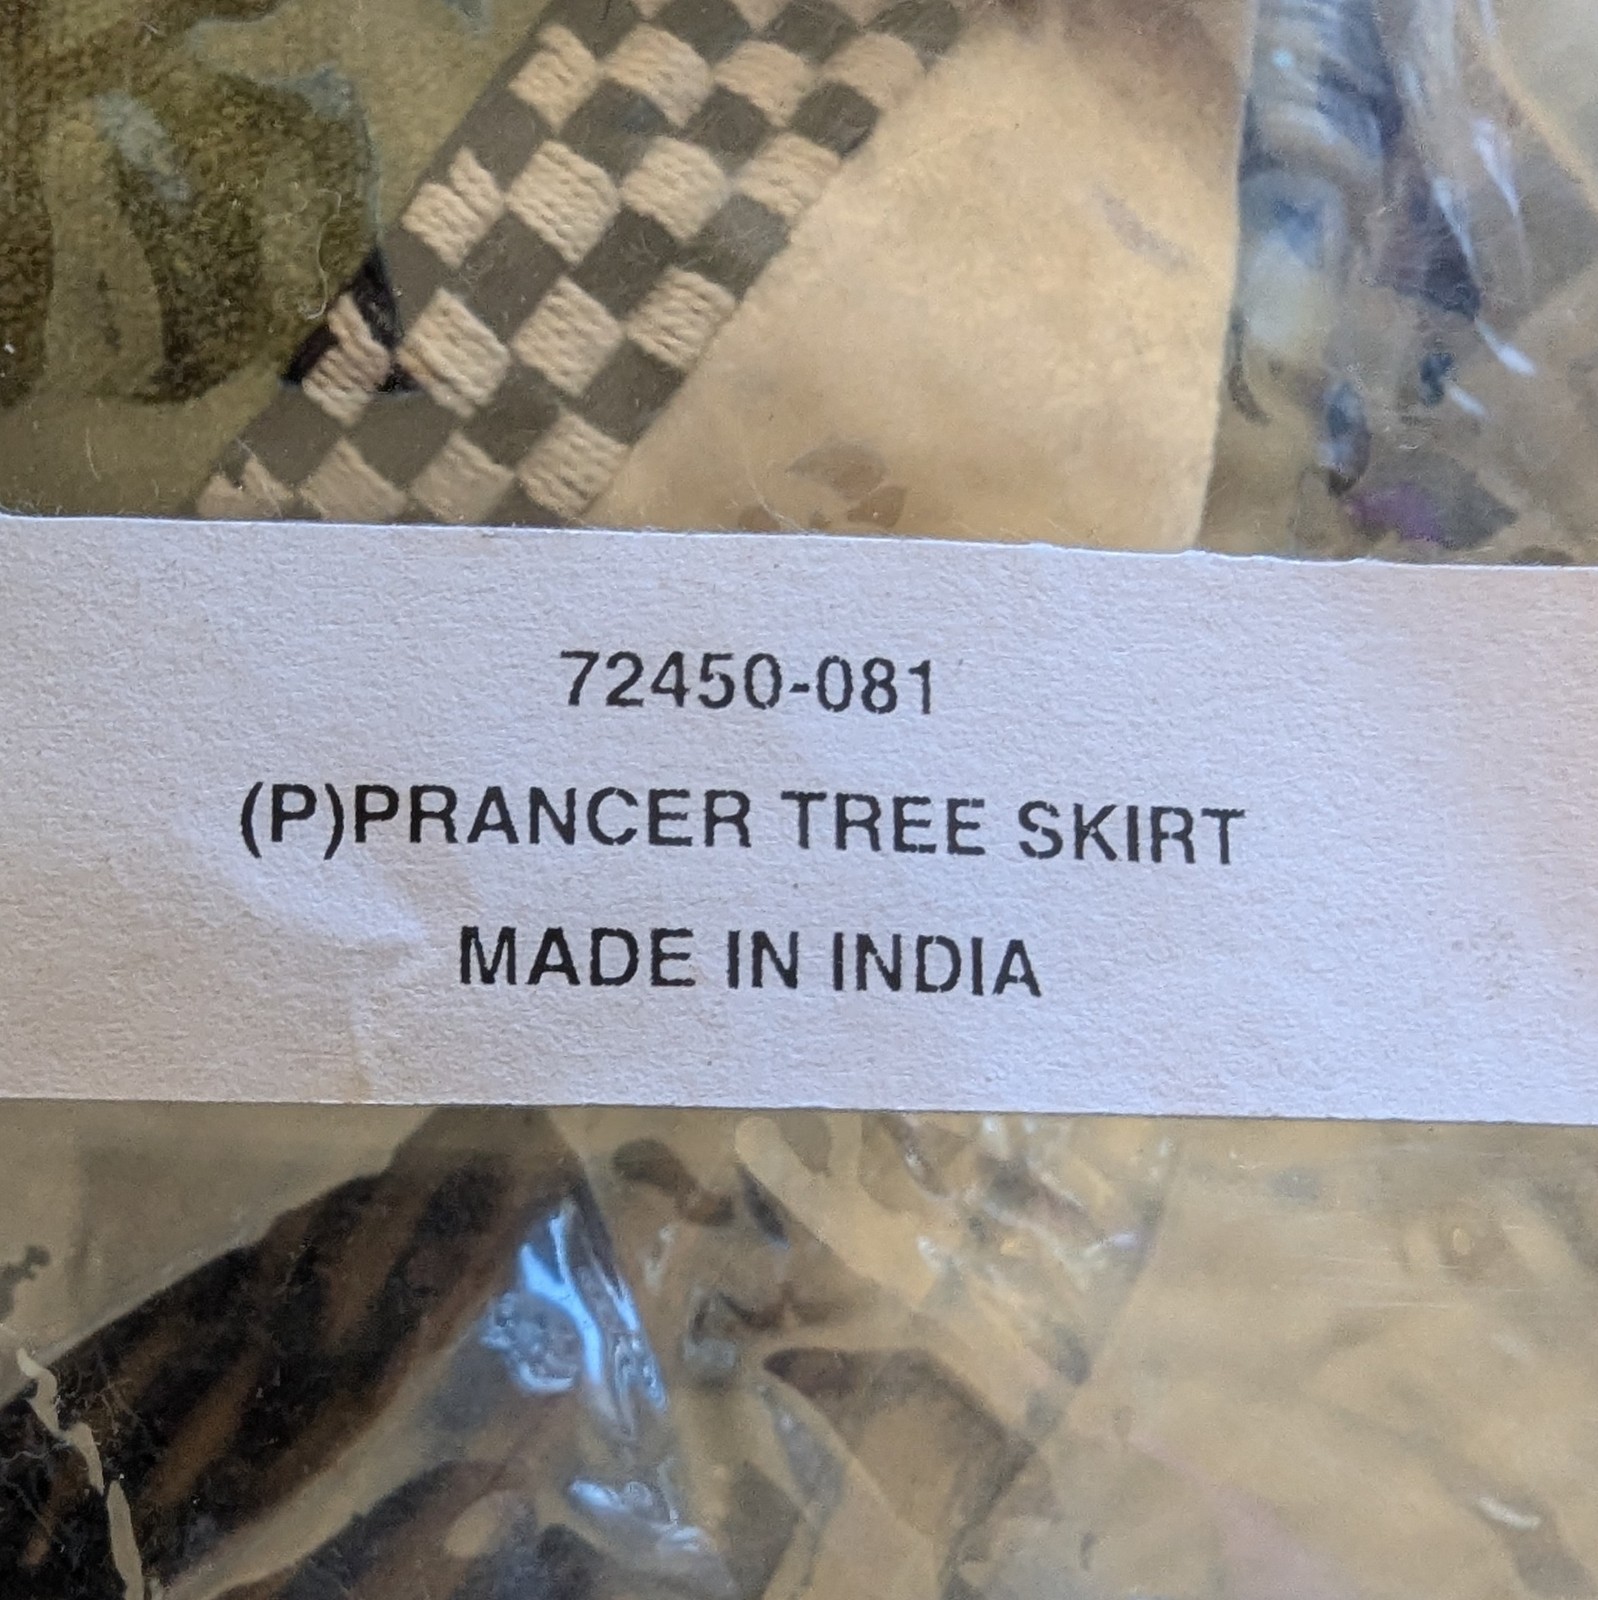 72450-081
(P)PRANCER TREE SKIRT
MADE IN INDIA